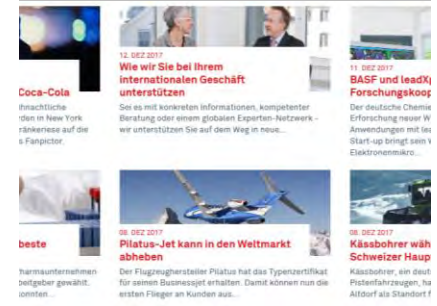 Coca-Cola
ihnachtliche
rden in New York
ränkeriese auf die
s Fanpictor.
12. DEZ 2017
Wie wir Sie bei Ihrem
internationalen Geschäft
unterstützen
Sei es mit konkreten Informationen, kompetenter
Beratung oder einem globalen Experten-Netzwerk -
wir unterstützen Sie auf dem Weg in neue...
11. DEZ 2017
BASF und leadXp
Forschungskoop
Der deutsche Chemie
Erforschung neuer W
Anwendungen mit lea
Start-up bringt sein W
Elektronenmikro...
beste
harmaunternehmen
beitgeber gewählt.
onnten...
08. DEZ 2017
Pilatus-Jet kann in den Weltmarkt
abheben
Der Flugzeughersteller Pilatus hat das Typenzertifikat
für seinen Businessjet erhalten. Damit können nun die
ersten Flieger an Kunden aus...
08. DEZ 2017
Kässbohrer wäh
Schweizer Haup
Kässbohrer, ein deut
Pistenfahrzeugen, ha
Altdorf als Standort f